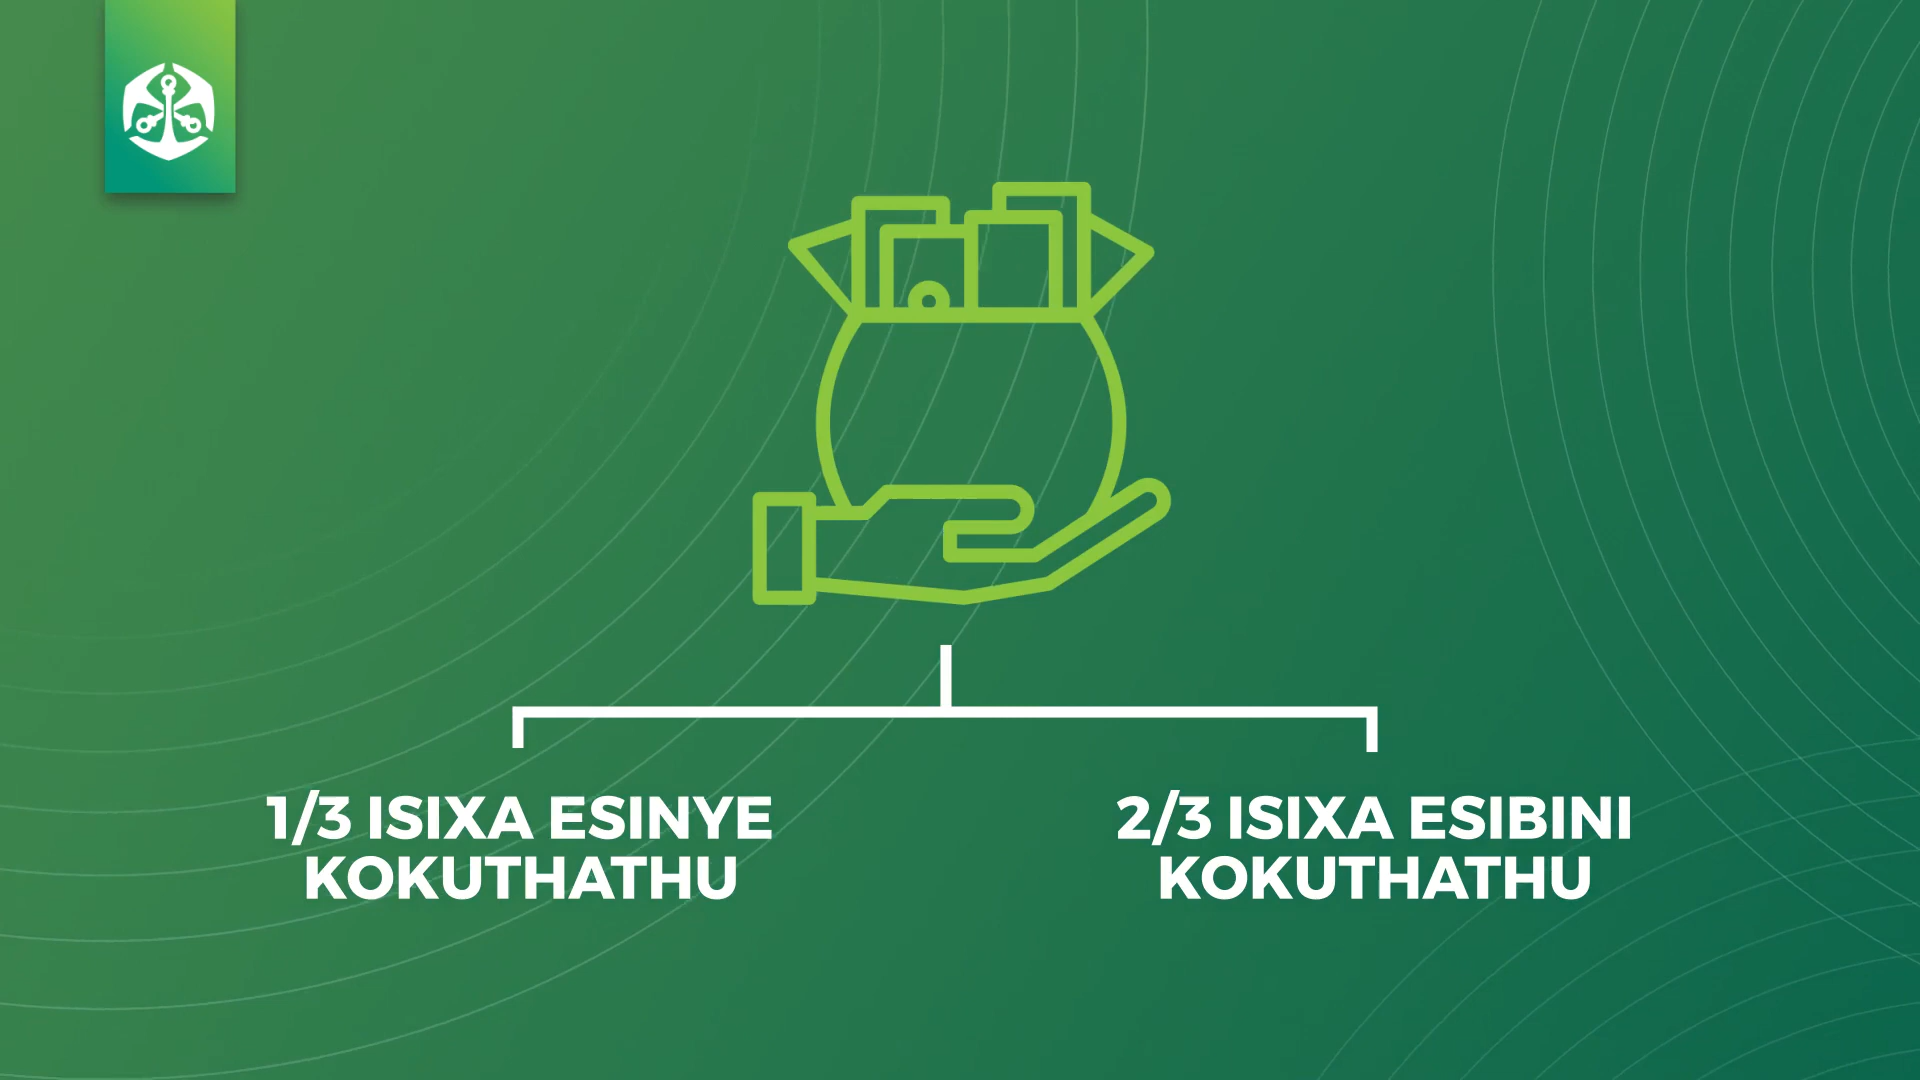 1/3 ISIXA ESINYE
KOKUTHATHU
2/3 ISIXA ESIBINI
KOKUTHATHU